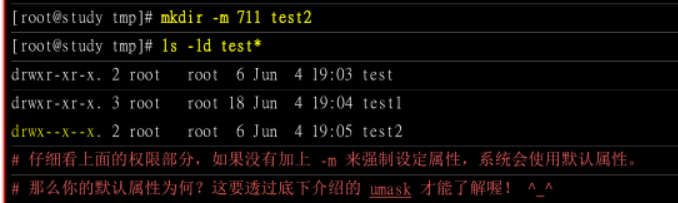 [root@study tmp]# mkdir -m 711 test2
[root@study tmp]# ls -ld test*
drwxr-xr-x. 2 root   root  6 Jun  4 19:03 test
drwxr-xr-x. 3 root   root 18 Jun  4 19:04 test1
drwx--x--x. 2 root   root  6 Jun  4 19:05 test2
# 仔细看上面的权限部分，如果没有加上 -m 来强制设定属性，系统会使用默认属性。
# 那么你的默认属性为何？这要透过底下介绍的 umask 才能了解喔！ ^_^